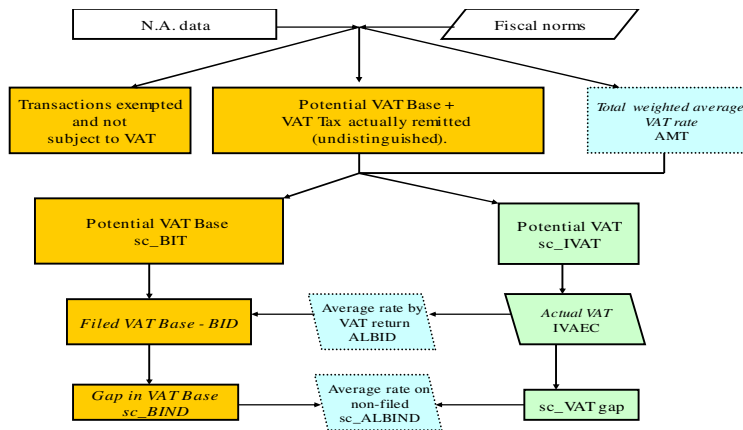 N.A. data
Fiscal norms
Transactions exempted
and not
subject to VAT
Potential VAT Base +
VAT Tax actually remitted
(undistinguished).
Total weighted average
VAT rate
AMT
Potential VAT Base
sc_BIT
Potential VAT
sc_IVAT
Filed VAT Base - BID
Average rate by
VAT return
ALBID
Actual VAT
IVAEC
Gap in VAT Base
sc_BIND
Average rate on
non-filed
sc_ALBIND
sc_VAT gap